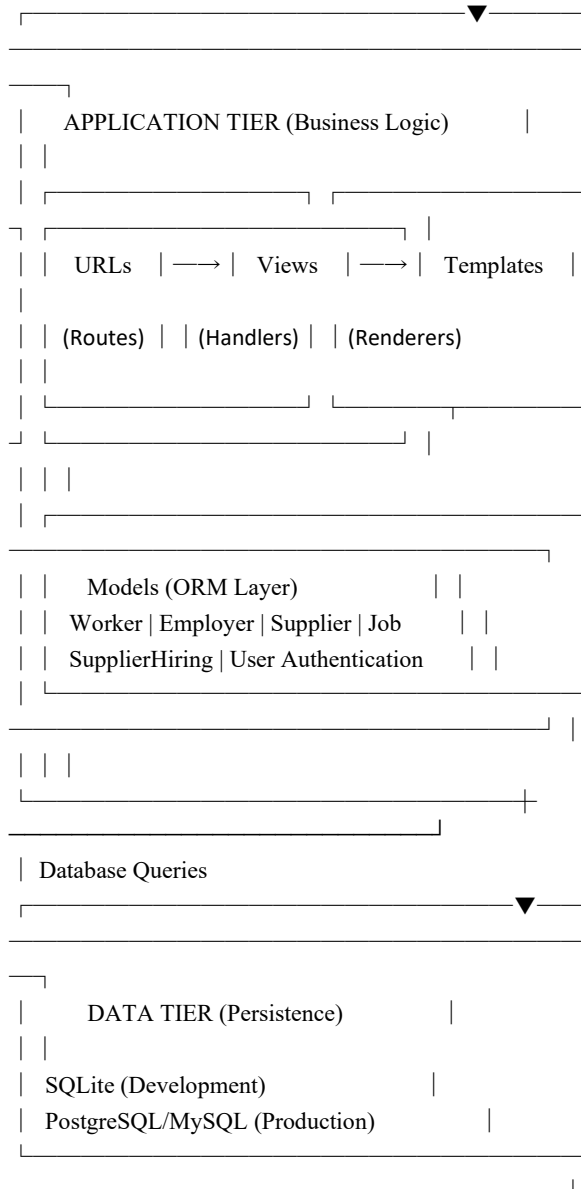 APPLICATION TIER (Business Logic)
URLs │ ──→ │ Views │ ──→ │ Templates
(Routes) │ │ (Handlers) │ │ (Renderers)
Models (ORM Layer)
Worker | Employer | Supplier | Job
SupplierHiring | User Authentication
Database Queries
DATA TIER (Persistence)
SQLite (Development)
PostgreSQL/MySQL (Production)